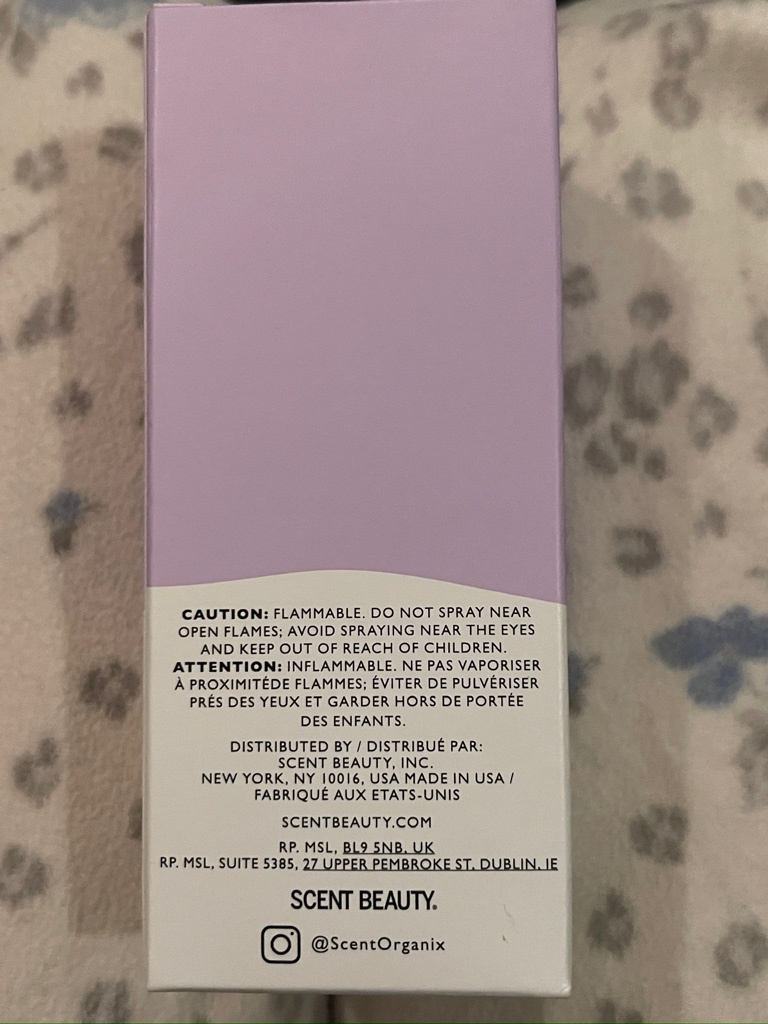 CAUTION: FLAMMABLE. DO NOT SPRAY NEAR
OPEN FLAMES; AVOID SPRAYING NEAR THE EYES
AND KEEP OUT OF REACH OF CHILDREN.
ATTENTION: INFLAMMABLE. NE PAS VAPORISER
À PROXIMITÉDE FLAMMES; ÉVITER DE PULVÉRISER
PRÉS DES YEUX ET GARDER HORS DE PORTÉE
DES ENFANTS.
DISTRIBUTED BY / DISTRIBUÉ PAR:
SCENT BEAUTY, INC.
NEW YORK, NY 10016, USA MADE IN USA /
FABRIQUÉ AUX ETATS-UNIS
SCENTBEAUTY.COM
RP. MSL, BL9 5NB, UK
RP. MSL, SUITE 5385, 27 UPPER PEMBROKE ST, DUBLIN, IE
SCENT BEAUTY®
@ScentOrganix